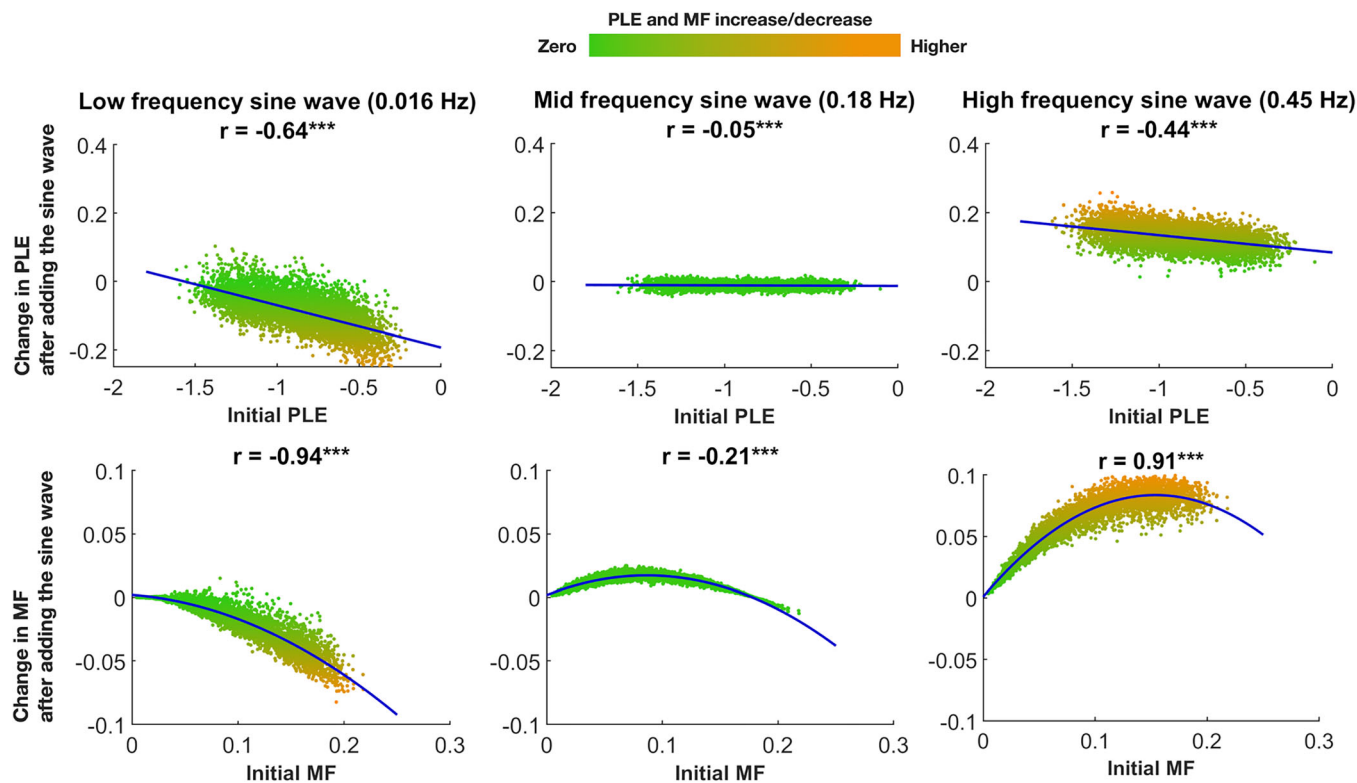 PLE and MF increase/decrease
Zero
Higher
Low frequency sine wave (0.016 Hz)
r = -0.64***
Mid frequency sine wave (0.18 Hz)
r = -0.05***
High frequency sine wave (0.45 Hz)
r = -0.44***
Change in PLE
after adding the sine wave
0.4
0.2
0
-0.2
-2
-1.5
-1
-0.5
0
Initial PLE
0.4
0.2
0
-0.2
-2
-1.5
-1
-0.5
0
Initial PLE
0.4
0.2
0
-0.2
-2
-1.5
-1
-0.5
0
Initial PLE
r = -0.94***
r = -0.21***
r = 0.91***
Change in MF
after adding the sine wave
0.1
0.05
0
-0.05
-0.1
0
0.1
0.2
0.3
Initial MF
0.1
0.05
0
-0.05
-0.1
0
0.1
0.2
0.3
Initial MF
0.1
0.05
0
-0.05
-0.1
0
0.1
0.2
0.3
Initial MF